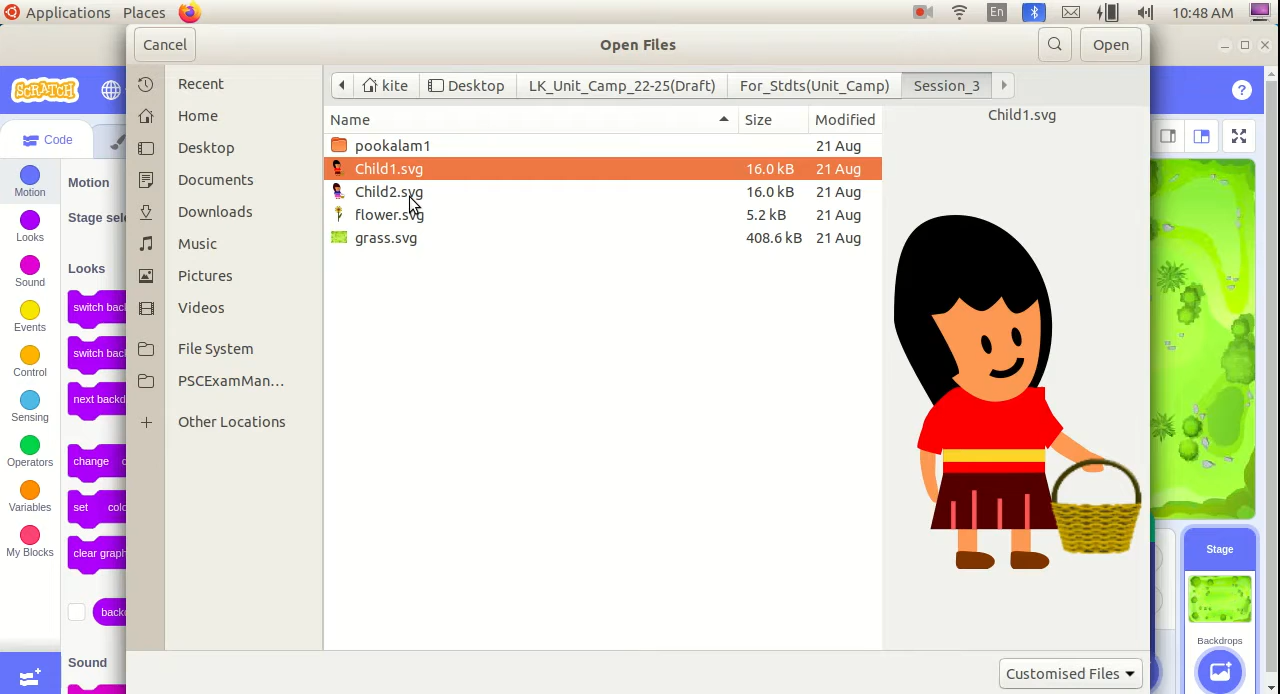 Applications Places En 10:48 AM
Cancel Open Files Open
SCRATCH ?
Code
Motion
Looks
Sound
Events
Control
Sensing
Operators
Variables
My Blocks
Motion
Stage sele
Looks
switch bac
switch bac
next backd
change
set
clear graph
Sound
Recent
Home
Desktop
Documents
Downloads
Music
Pictures
Videos
File System
PSCExamMan...
Other Locations
kite Desktop LK_Unit_Camp_22-25(Draft) For_Stdts(Unit_Camp) Session_3
Name Size Modified
pookalam1 21 Aug
Child1.svg 16.0 kB 21 Aug
Child2.svg 16.0 kB 21 Aug
flower.svg 5.2 kB 21 Aug
grass.svg 408.6 kB 21 Aug
Child1.svg
Customised Files
Stage
Backdrops